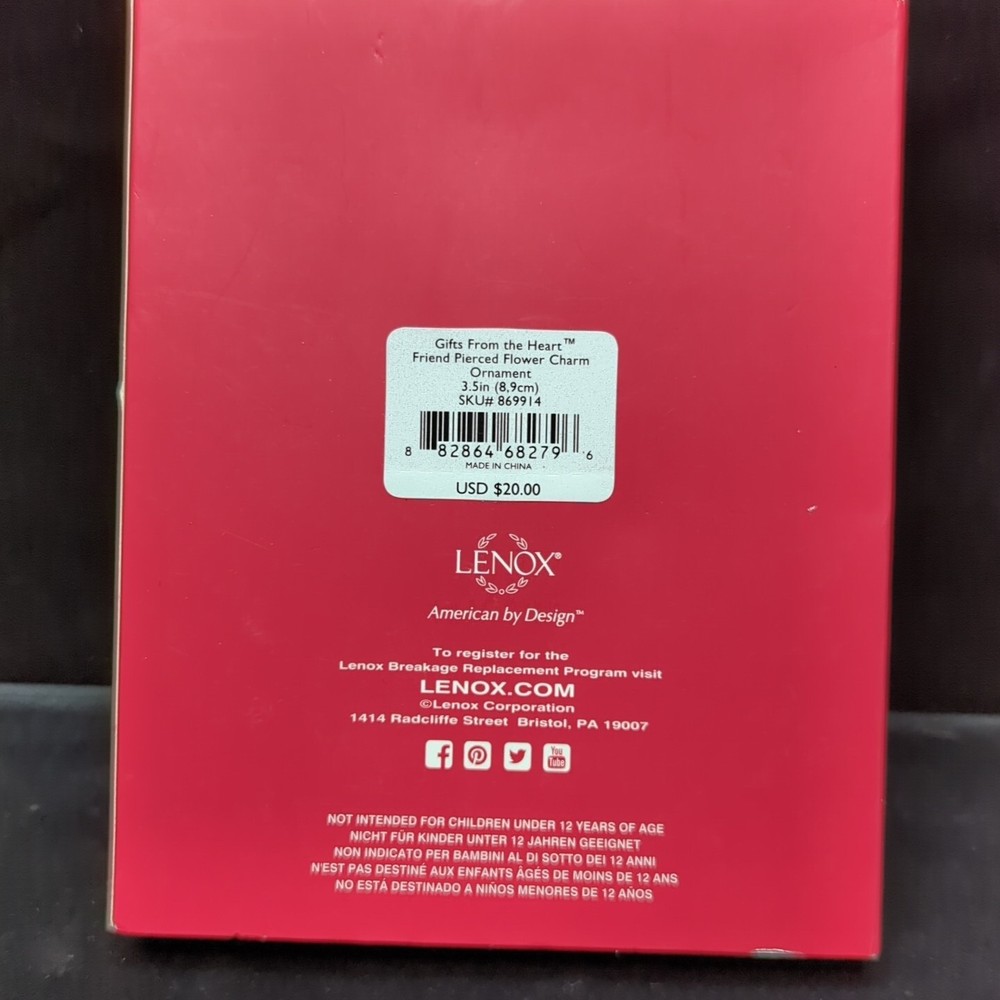 Gifts From the Heart™
Friend Pierced Flower Charm
Ornament
3.5in (8,9cm)
SKU# 869914
8 82864 68279 6
MADE IN CHINA
USD $20.00
LENOX®
American by Design™
To register for the
Lenox Breakage Replacement Program visit
LENOX.COM
©Lenox Corporation
1414 Radcliffe Street Bristol, PA 19007
You Tube
NOT INTENDED FOR CHILDREN UNDER 12 YEARS OF AGE
NICHT FÜR KINDER UNTER 12 JAHREN GEEIGNET
NON INDICATO PER BAMBINI AL DI SOTTO DEI 12 ANNI
N'EST PAS DESTINÉ AUX ENFANTS ÂGÉS DE MOINS DE 12 ANS
NO ESTÁ DESTINADO A NIÑOS MENORES DE 12 AÑOS